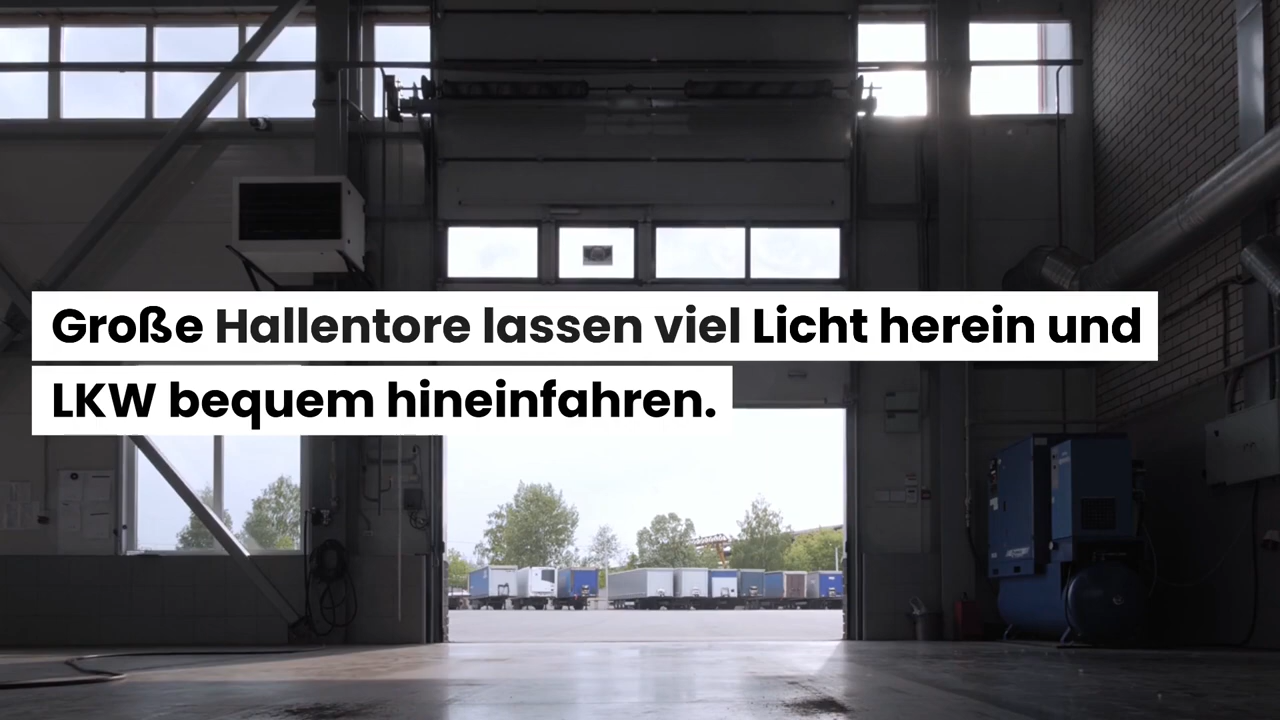 Große Hallentore lassen viel Licht herein und
LKW bequem hineinfahren.